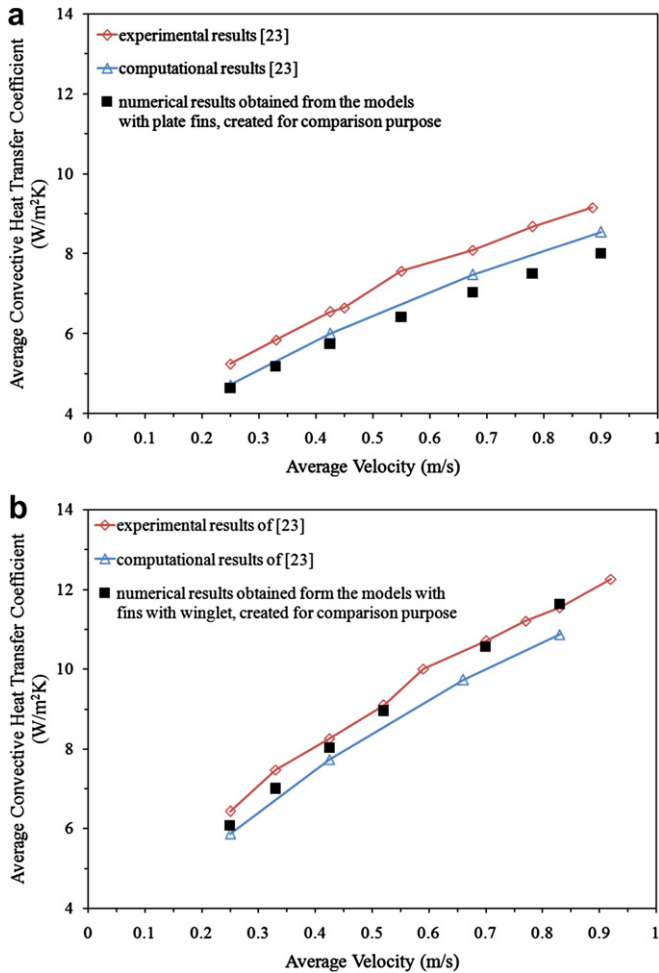 a
14
experimental results [23]
computational results [23]
12
numerical results obtained from the models
with plate fins, created for comparison purpose
10
8
6
4
Average Convective Heat Transfer Coefficient
(W/m²K)
0 0.1 0.2 0.3 0.4 0.5 0.6 0.7 0.8 0.9 1
Average Velocity (m/s)
b
14
experimental results of [23]
computational results of [23]
12
numerical results obtained form the models with
fins with winglet, created for comparison purpose
10
8
6
4
Average Convective Heat Transfer Coefficient
(W/m²K)
0 0.1 0.2 0.3 0.4 0.5 0.6 0.7 0.8 0.9 1
Average Velocity (m/s)